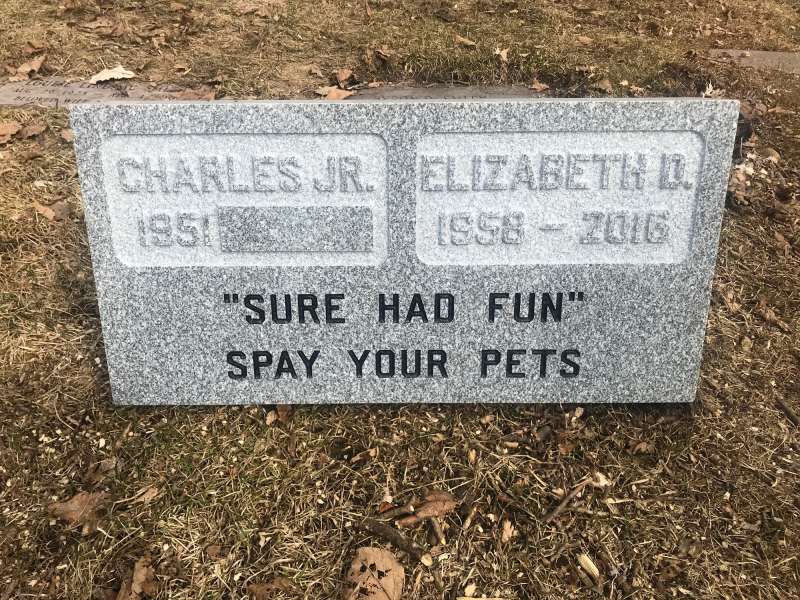 CHARLES JR.
1951
ELIZABETH D.
1958 - 2016
"SURE HAD FUN"
SPAY YOUR PETS